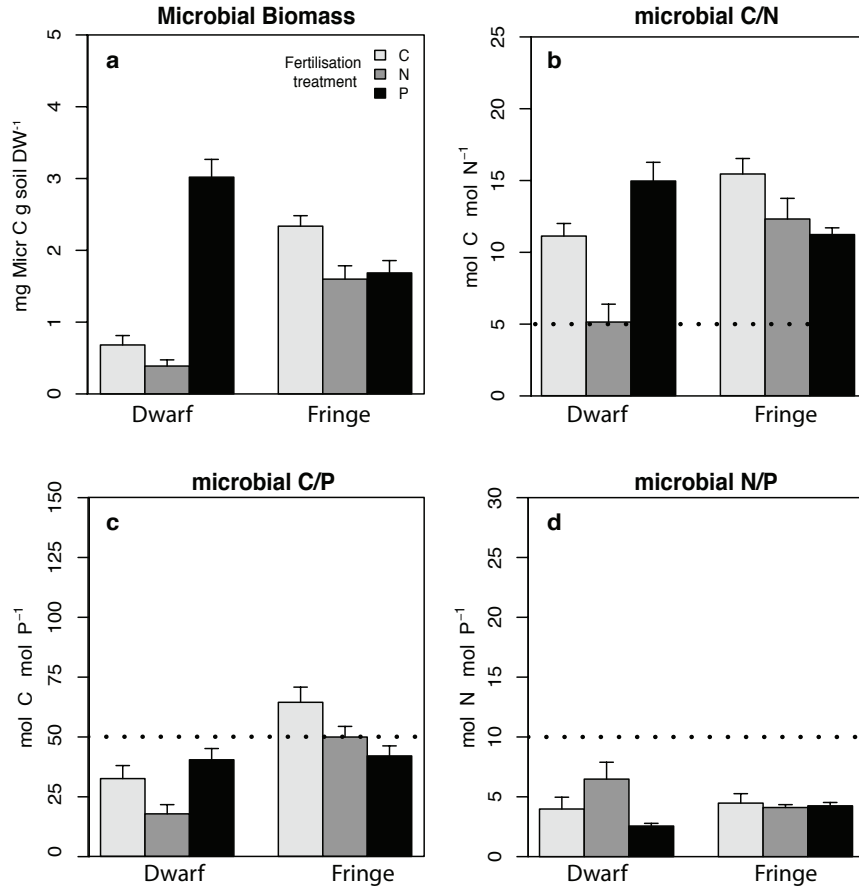 Microbial Biomass
a
Fertilisation
treatment
C
N
P
mg Micr C g soil DW⁻¹
5
4
3
2
1
0
Dwarf
Fringe
microbial C/N
b
mol C mol N⁻¹
25
20
15
10
5
0
Dwarf
Fringe
microbial C/P
c
mol C mol P⁻¹
150
125
100
75
50
25
0
Dwarf
Fringe
microbial N/P
d
mol N mol P⁻¹
30
25
20
15
10
5
0
Dwarf
Fringe